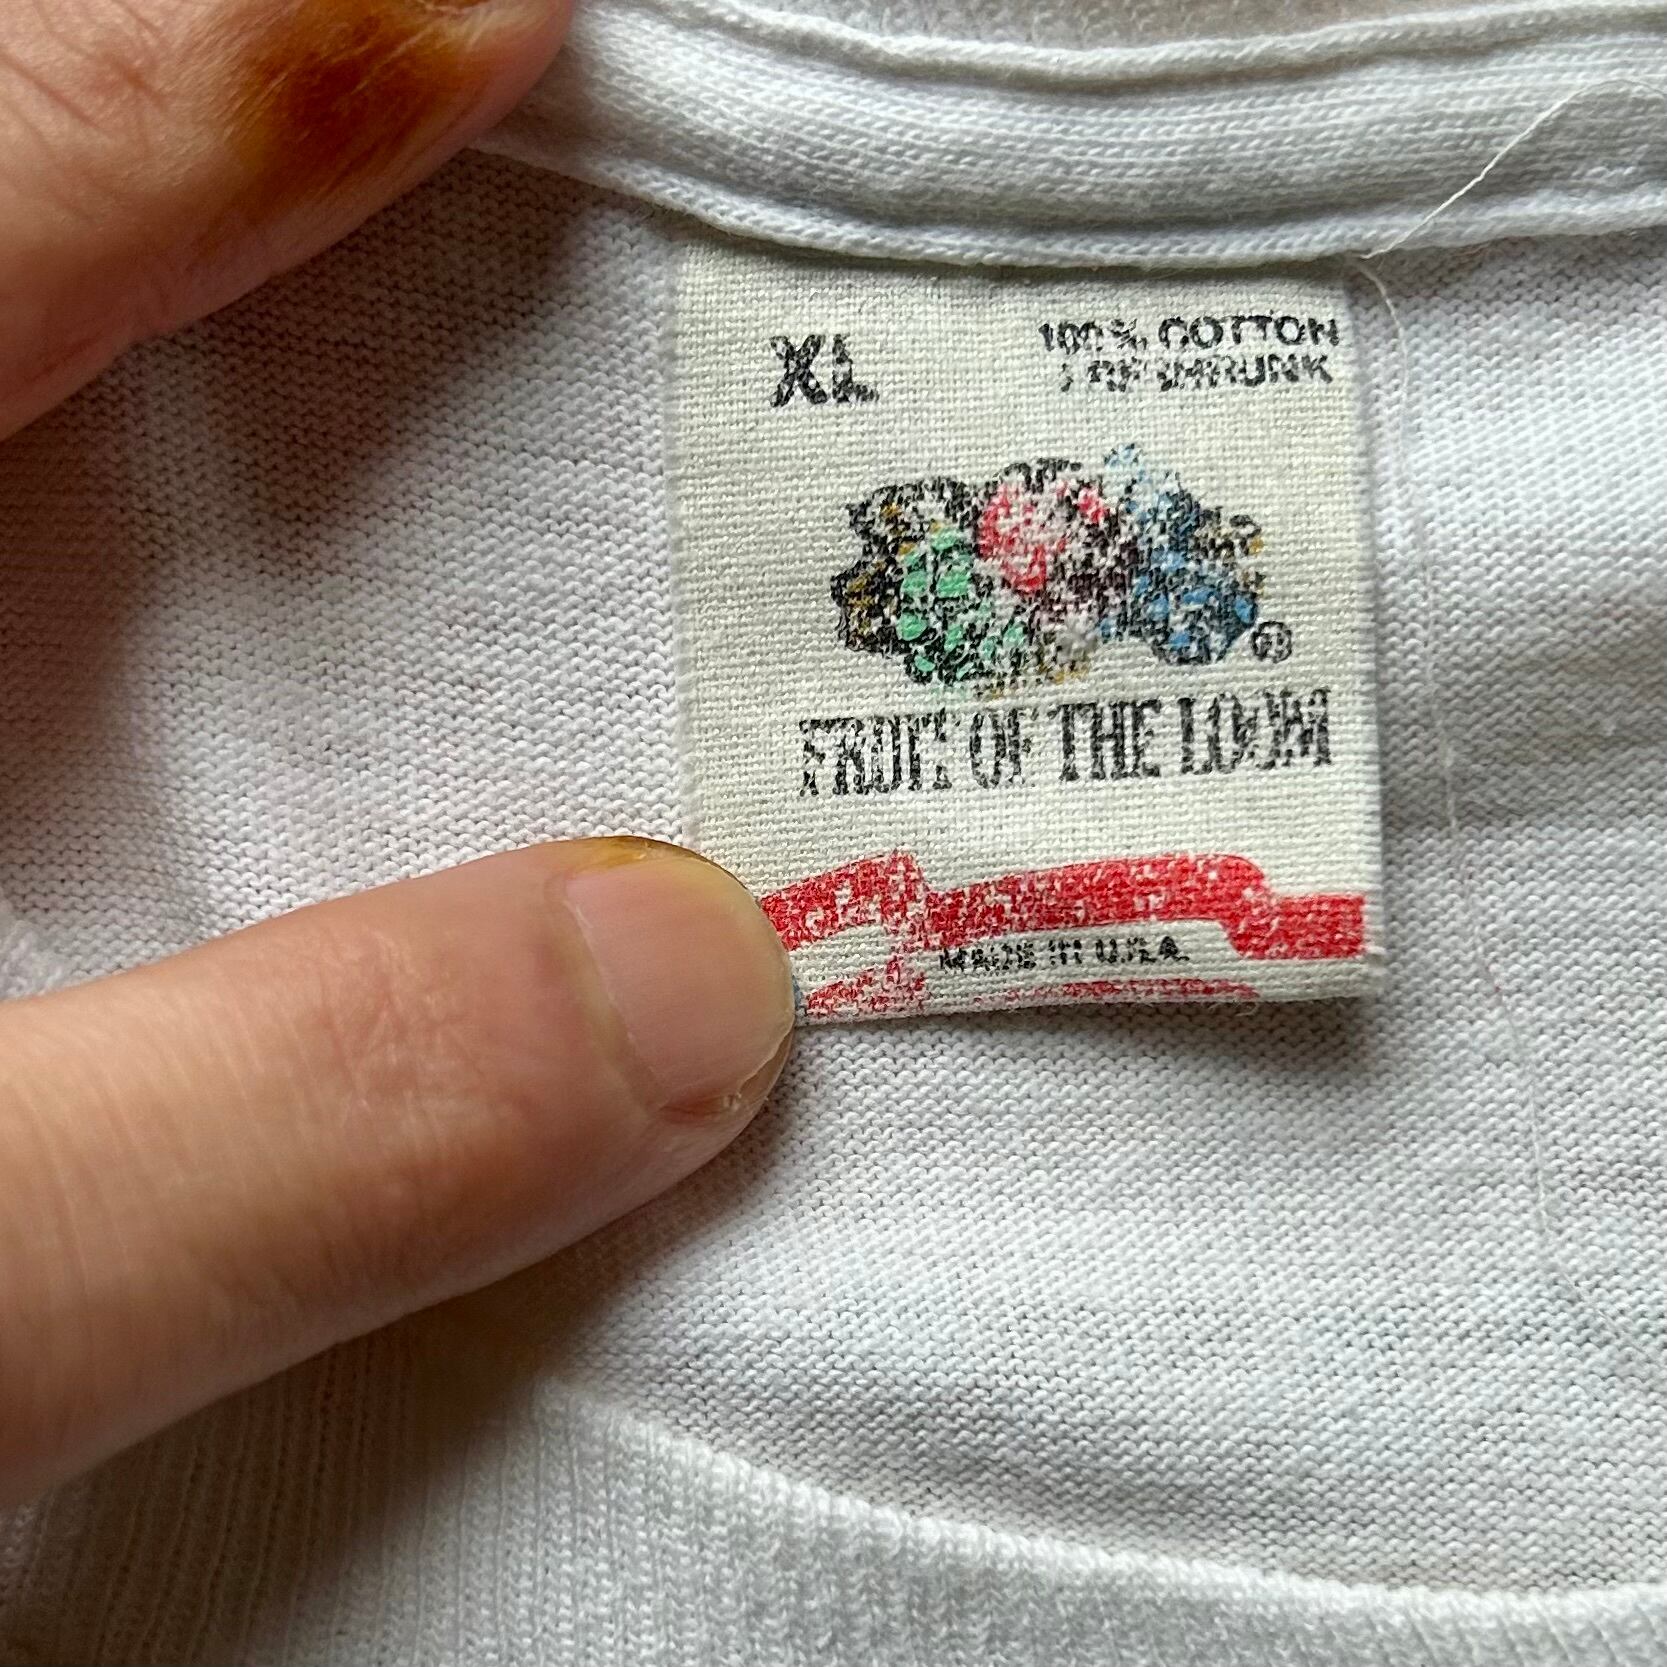 XL
100% COTTON
PRESHRUNK
®
FRUIT OF THE LOOM
MADE IN U.S.A.